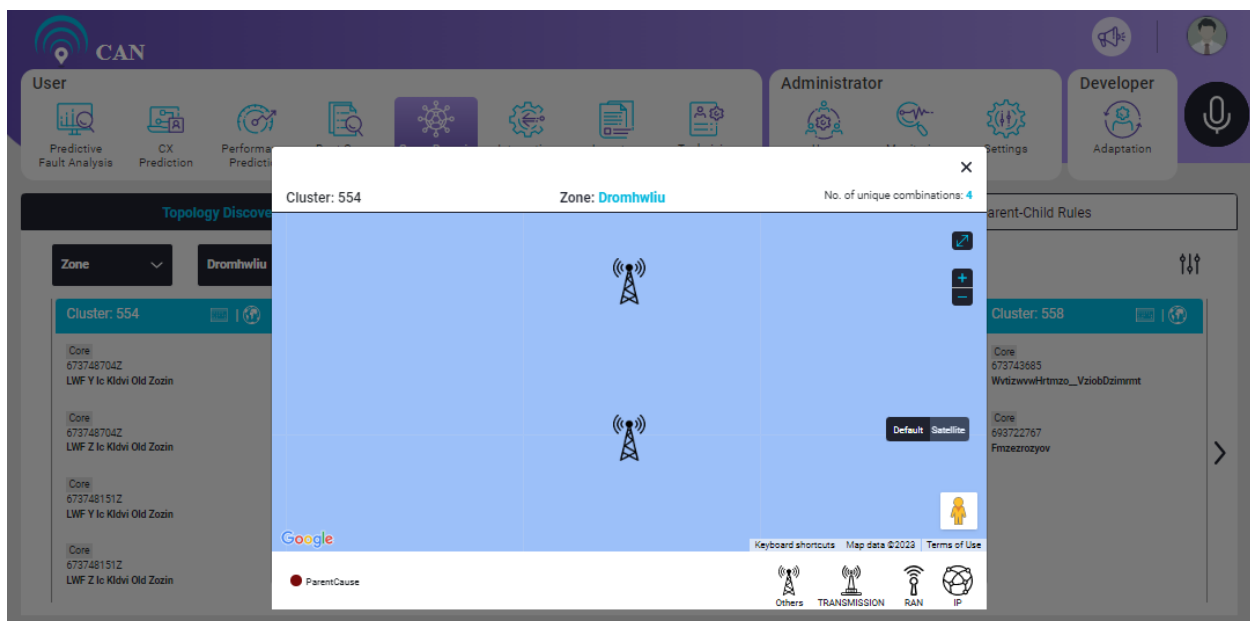 CAN
User
Administrator
Developer
Predictive
Fault Analysis
CX
Prediction
Settings
Adaptation
Cluster: 554
Zone: Dromhwliu
No. of unique combinations: 4
Zone
Dromhwliu
Cluster: 554
Core
673748704Z
LWF Y Ic Kldvi Old Zozin
Core
673748704Z
LWF Z Ic Kldvi Old Zozin
Core
673748151Z
LWF Y Ic Kldvi Old Zozin
Core
673748151Z
LWF Z Ic Kldvi Old Zozin
Default Satellite
Google
Keyboard shortcuts Map data ©2023 Terms of Use
ParentCause
Others TRANSMISSION RAN IP
Rules
Cluster: 558
Core
673743685
WvtizwvwHrtmzo__VziobDzimrmt
Core
693722767
Fmzezrozyov